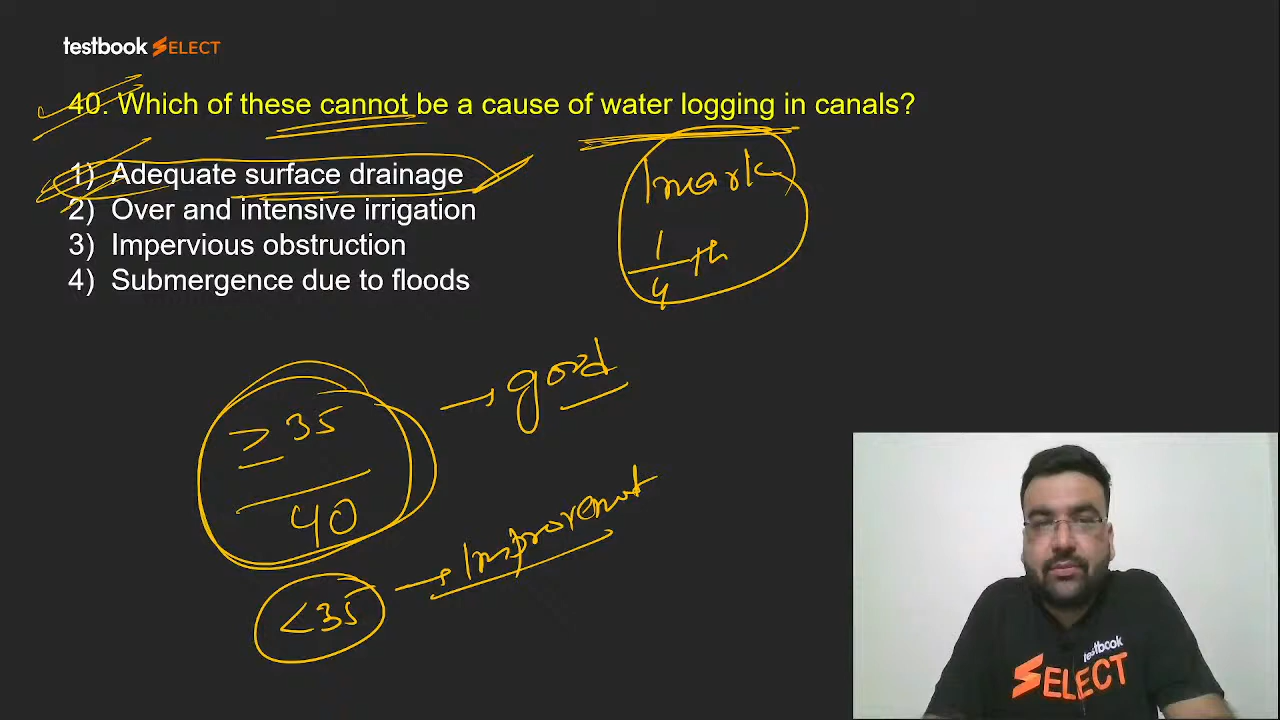 testbook SELECT
40. Which of these cannot be a cause of water logging in canals?
1) Adequate surface drainage
2) Over and intensive irrigation
3) Impervious obstruction
4) Submergence due to floods
1 mark
1/4 th
≥ 35 → good
40
< 35 →
testbook
SELECT